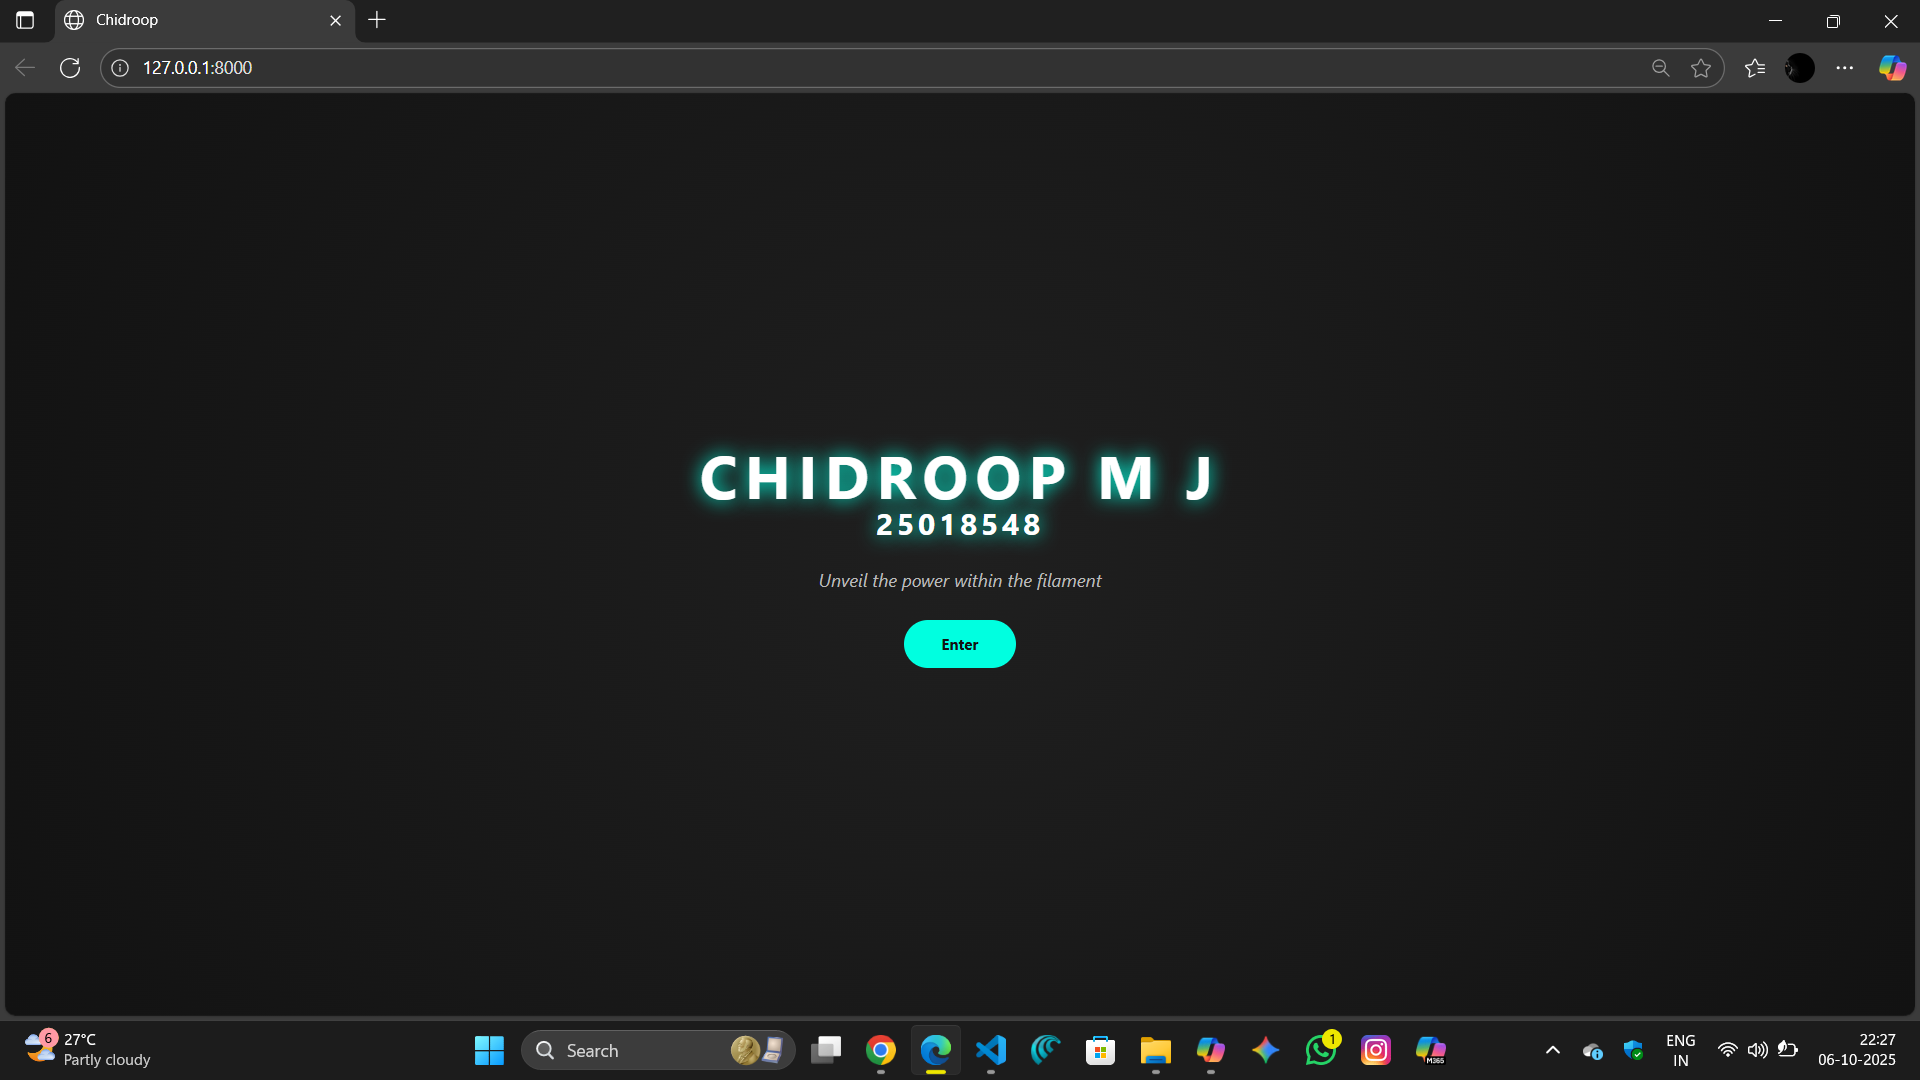 Chidroop
127.0.0.1:8000
CHIDROOP M J
25018548
Unveil the power within the filament
Enter
6
27°C
Partly cloudy
Search
1
M365
ENG
IN
22:27
06-10-2025